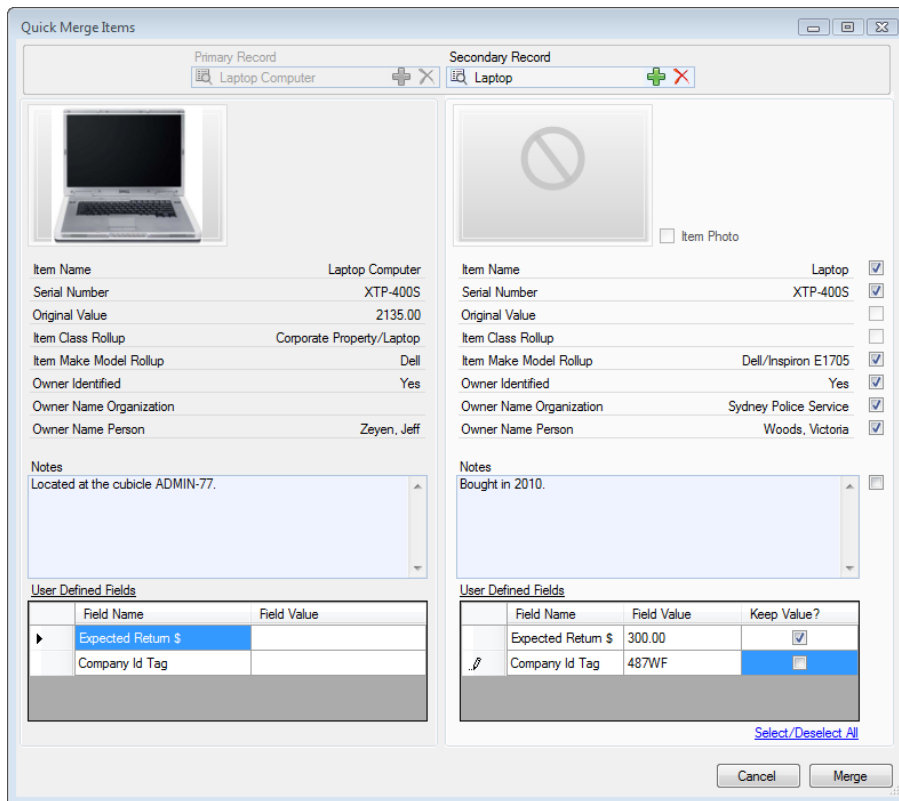 Quick Merge Items
Primary Record
Laptop Computer
Secondary Record
Laptop
Item Photo
Item Name Laptop Computer
Serial Number XTP-400S
Original Value 2135.00
Item Class Rollup Corporate Property/Laptop
Item Make Model Rollup Dell
Owner Identified Yes
Owner Name Organization
Owner Name Person Zeyen, Jeff
Notes
Located at the cubicle ADMIN-77.
User Defined Fields
Field Name Field Value
Expected Return $
Company Id Tag
Item Name Laptop
Serial Number XTP-400S
Original Value
Item Class Rollup
Item Make Model Rollup Dell/Inspiron E1705
Owner Identified Yes
Owner Name Organization Sydney Police Service
Owner Name Person Woods, Victoria
Notes
Bought in 2010.
User Defined Fields
Field Name Field Value Keep Value?
Expected Return $ 300.00
Company Id Tag 487WF
Select/Deselect All
Cancel Merge